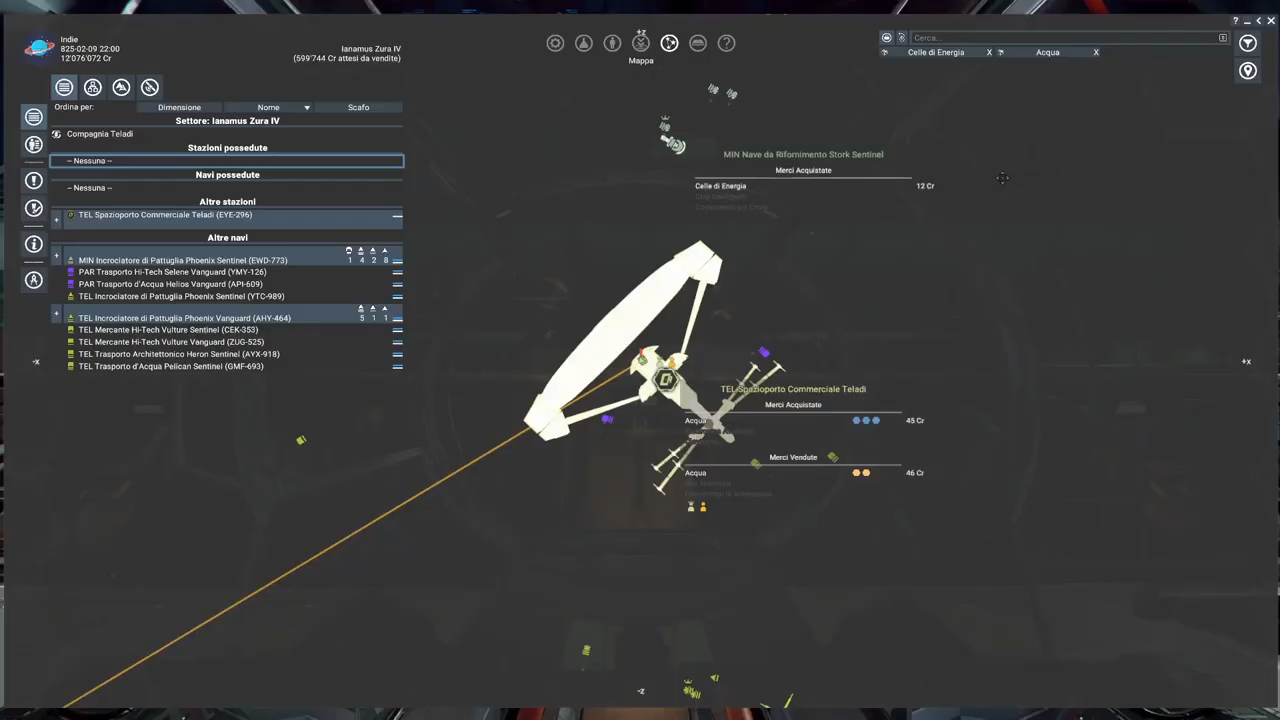 Indie
825-02-09 22:00
12'076'072 Cr
Ianamus Zura IV
(599'744 Cr attesi da vendite)
Mappa
Cerca...
Celle di Energia X
Acqua X
Ordina per:
Dimensione
Nome
Scafo
Settore: Ianamus Zura IV
Compagnia Teladi
Stazioni possedute
-- Nessuna --
Navi possedute
-- Nessuna --
Altre stazioni
TEL Spazioporto Commerciale Teladi (EYE-296)
Altre navi
1 4 2 8
MIN Incrociatore di Pattuglia Phoenix Sentinel (EWD-773)
PAR Trasporto Hi-Tech Selene Vanguard (YMY-126)
PAR Trasporto d'Acqua Helios Vanguard (API-609)
TEL Incrociatore di Pattuglia Phoenix Sentinel (YTC-989)
5 1 1
TEL Incrociatore di Pattuglia Phoenix Vanguard (AHY-464)
TEL Mercante Hi-Tech Vulture Sentinel (CEK-353)
TEL Mercante Hi-Tech Vulture Vanguard (ZUG-525)
TEL Trasporto Architettonico Heron Sentinel (AYX-918)
TEL Trasporto d'Acqua Pelican Sentinel (GMF-693)
MIN Nave da Rifornimento Stork Sentinel
Merci Acquistate
Celle di Energia 12 Cr
TEL Spazioporto Commerciale Teladi
Merci Acquistate
Acqua 45 Cr
Merci Vendute
Acqua 46 Cr
+z
-x
+x
-z